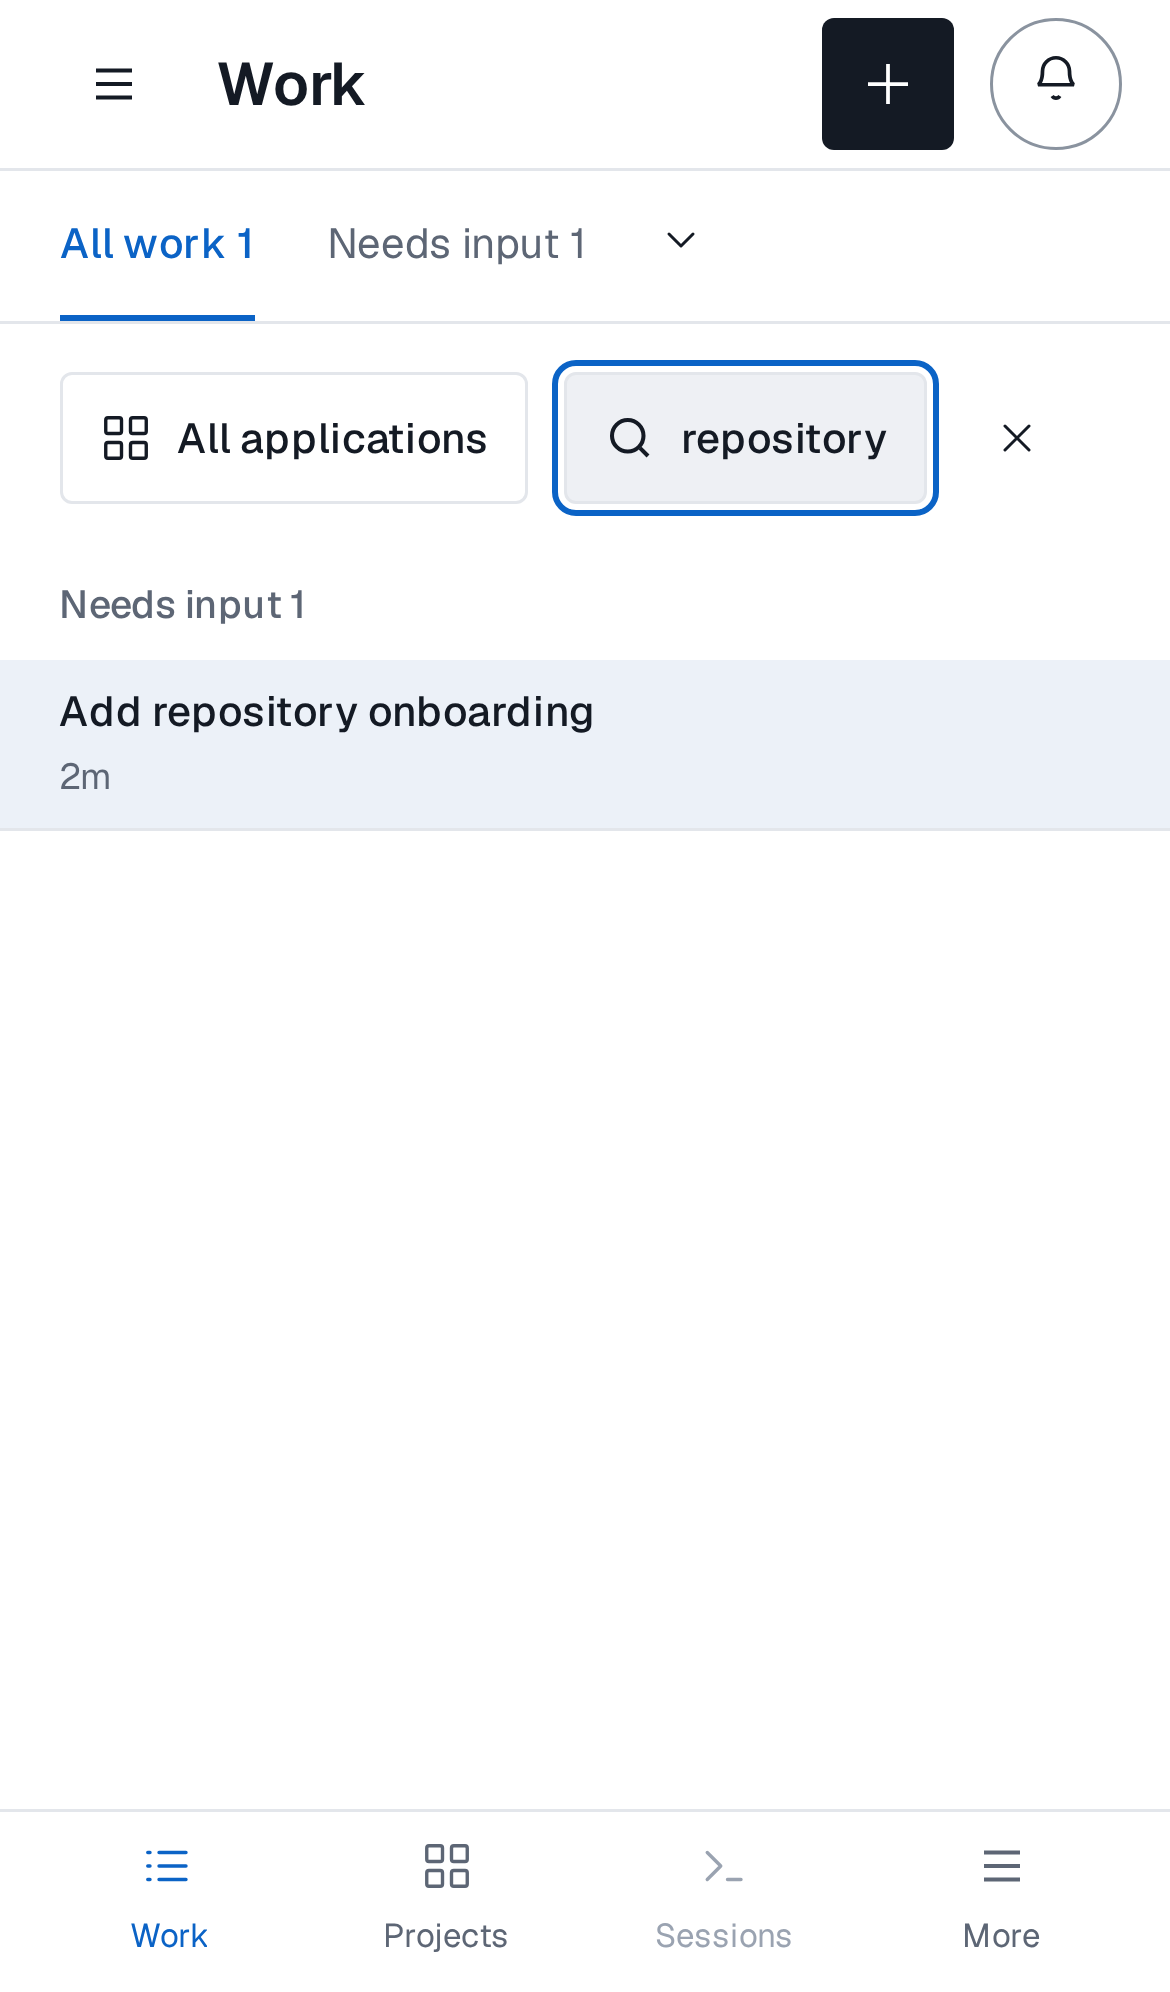 Work
All work 1
Needs input 1
All applications
repository
Needs input 1
Add repository onboarding
2m
Work
Projects
Sessions
More